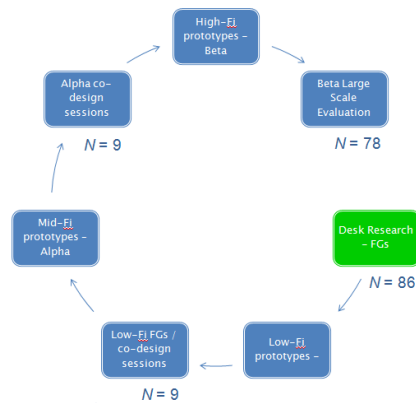 High-Fi
prototypes –
Beta
Alpha co-
design
sessions
N = 9
Beta Large
Scale
Evaluation
N = 78
Mid-Fi
prototypes –
Alpha
Desk Research
– FGs
N = 86
Low-Fi FGs /
co-design
sessions
N = 9
Low-Fi
prototypes –